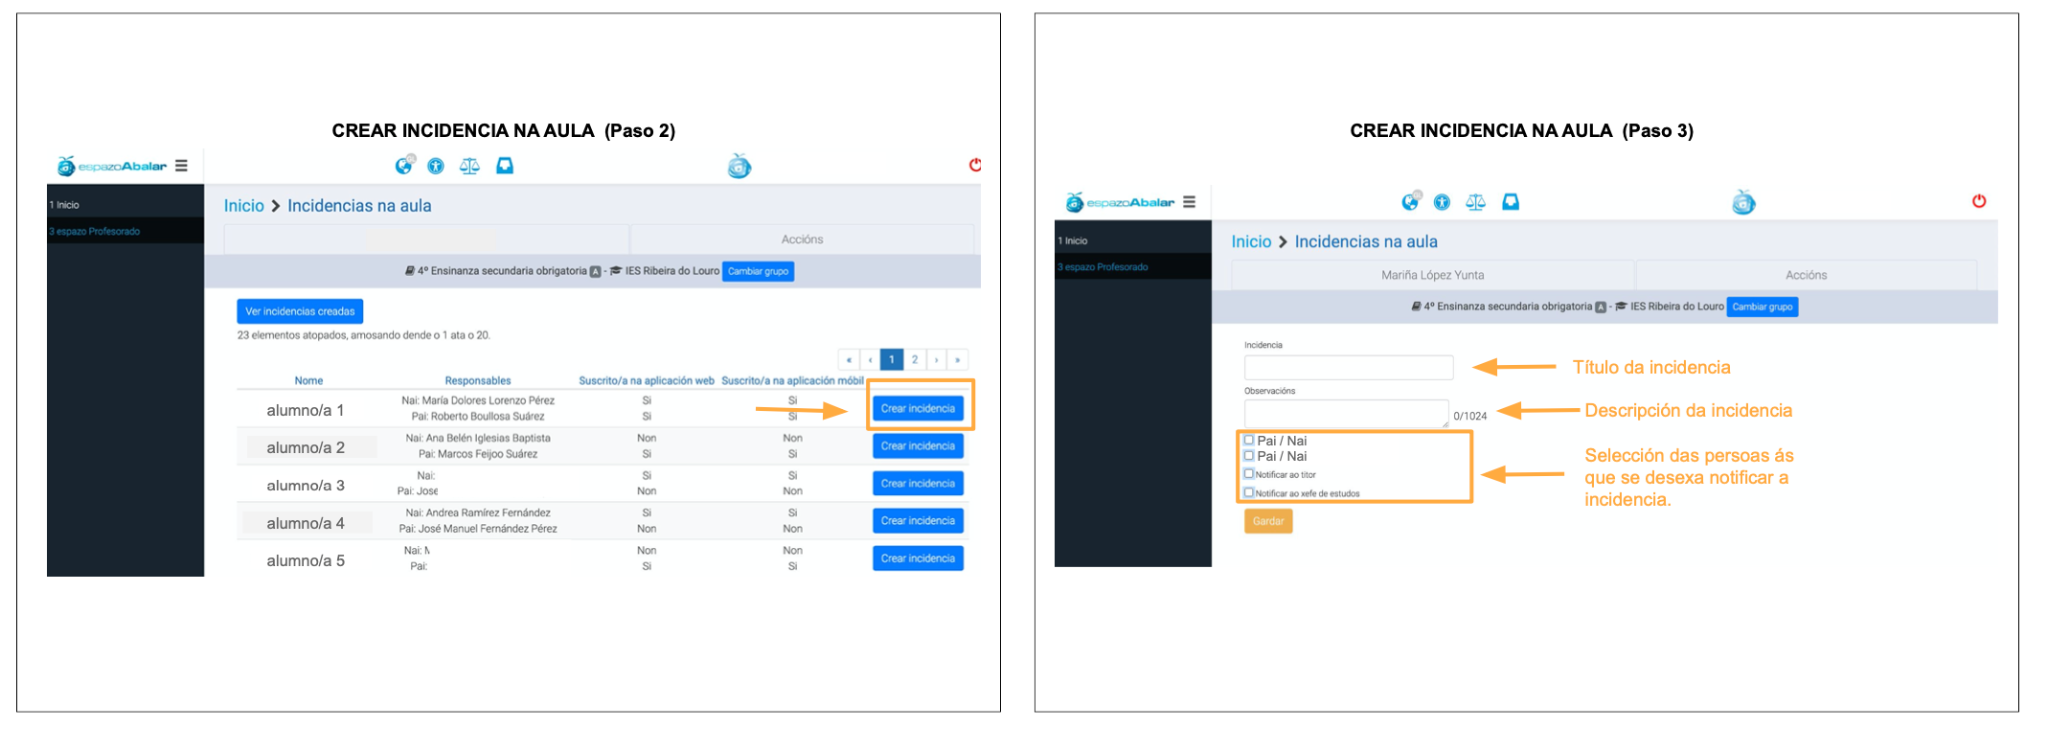 CREAR INCIDENCIA NA AULA (Paso 2)
espazoAbalar
1 Inicio
3 espazo Profesorado
Inicio > Incidencias na aula
Accións
4º Ensinanza secundaria obrigatoria A - IES Ribeira do Louro Cambiar grupo
Ver incidencias creadas
23 elementos atopados, amosando dende o 1 ata o 20.
« ‹ 1 2 › »
Nome Responsables Suscrito/a na aplicación web Suscrito/a na aplicación móbil
alumno/a 1 Nai: María Dolores Lorenzo Pérez Si Si Crear incidencia
Pai: Roberto Boullosa Suárez Si Si
alumno/a 2 Nai: Ana Belén Iglesias Baptista Non Non Crear incidencia
Pai: Marcos Feijoo Suárez Si Si
alumno/a 3 Nai: Si Si Crear incidencia
Pai: Jose Non Non
alumno/a 4 Nai: Andrea Ramírez Fernández Si Si Crear incidencia
Pai: José Manuel Fernández Pérez Non Non
alumno/a 5 Nai: Non Non Crear incidencia
Pai: Si Si
CREAR INCIDENCIA NA AULA (Paso 3)
espazoAbalar
1 Inicio
3 espazo Profesorado
Inicio > Incidencias na aula
Mariña López Yunta Accións
4º Ensinanza secundaria obrigatoria A - IES Ribeira do Louro Cambiar grupo
Incidencia
Título da incidencia
Observacións
0/1024 Descripción da incidencia
Pai / Nai
Pai / Nai
Notificar ao titor
Notificar ao xefe de estudos
Selección das persoas ás
que se desexa notificar a
incidencia.
Gardar